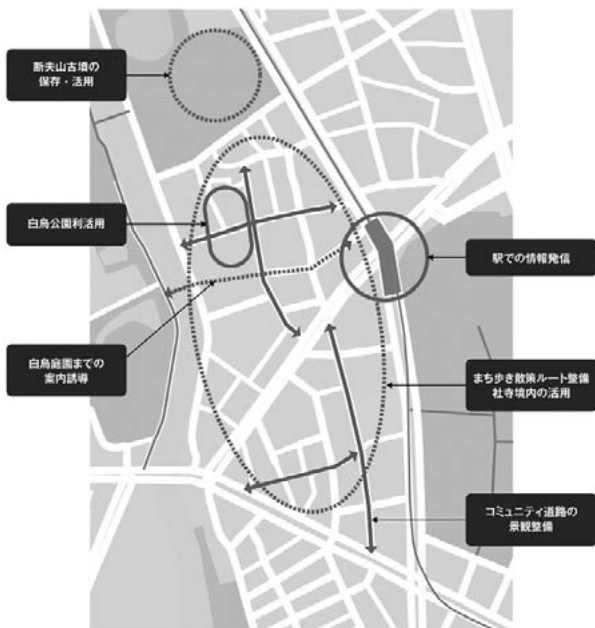 断夫山古墳の
保存・活用
白鳥公園利活用
白鳥庭園までの
案内誘導
駅での情報発信
まち歩き散策ルート整備
社寺境内の活用
コミュニティ道路の
景観整備